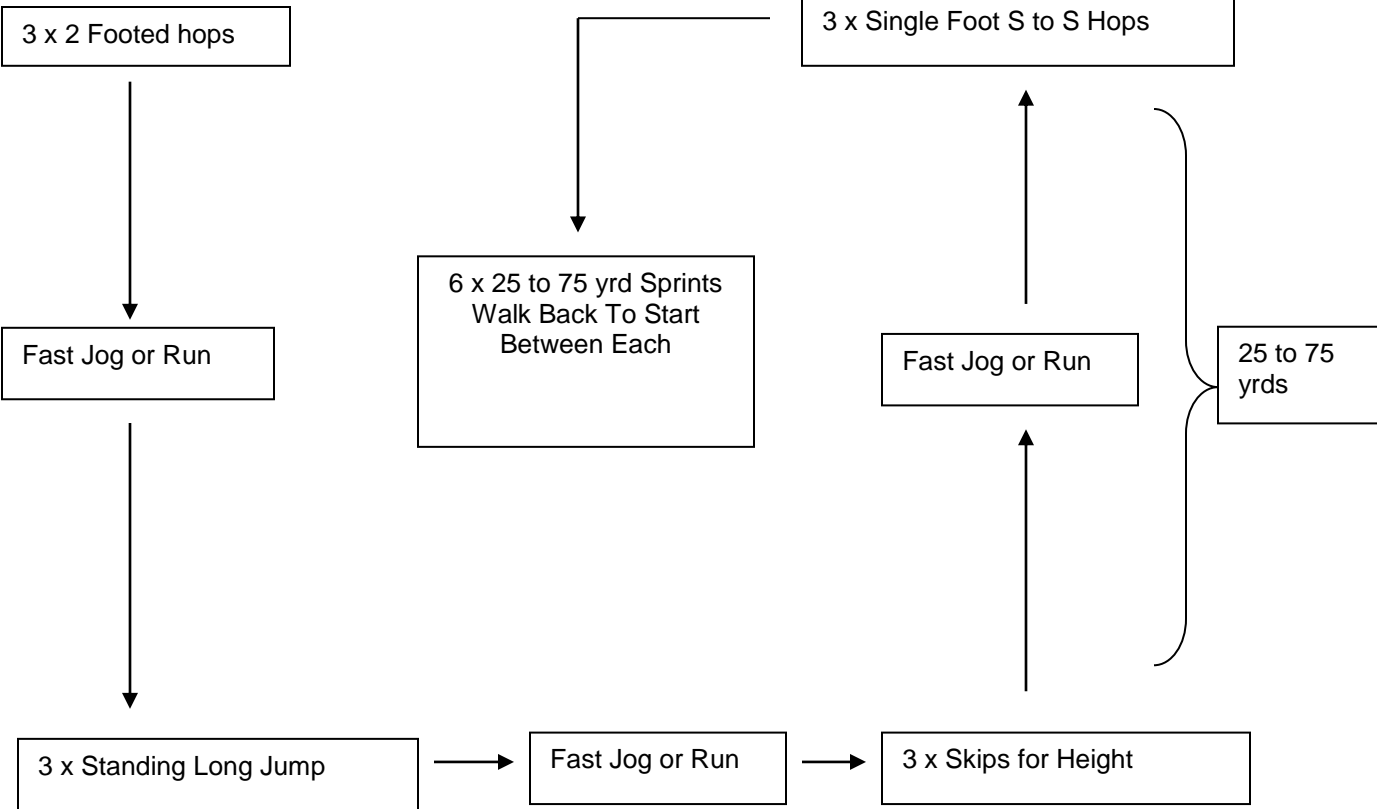 3 x 2 Footed hops
3 x Single Foot S to S Hops
6 x 25 to 75 yrd Sprints
Walk Back To Start
Between Each
Fast Jog or Run
Fast Jog or Run
25 to 75
yrds
3 x Standing Long Jump
Fast Jog or Run
3 x Skips for Height